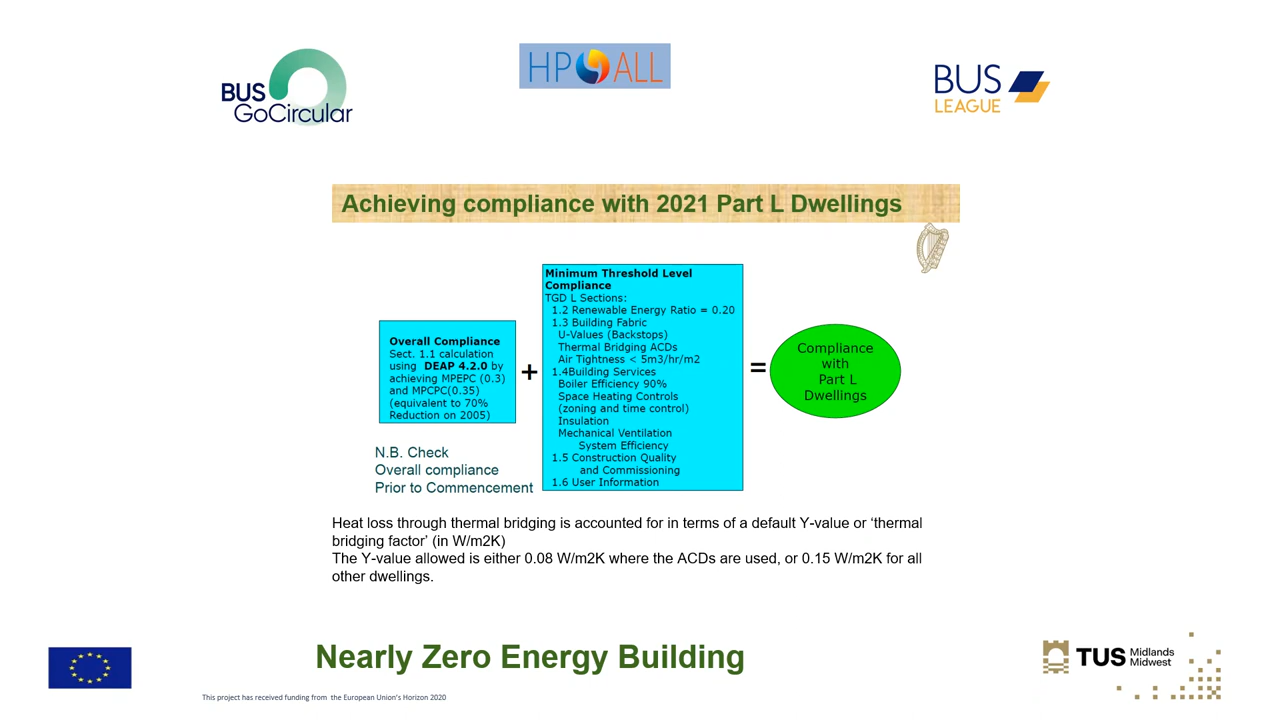 BUS
GoCircular
HP ALL
BUS
LEAGUE
Achieving compliance with 2021 Part L Dwellings
Overall Compliance
Sect. 1.1 calculation
using DEAP 4.2.0 by
achieving MPEPC (0.3)
and MPCPC(0.35)
(equivalent to 70%
Reduction on 2005)
+
Minimum Threshold Level
Compliance
TGD L Sections:
1.2 Renewable Energy Ratio = 0.20
1.3 Building Fabric
U-Values (Backstops)
Thermal Bridging ACDs
Air Tightness < 5m3/hr/m2
1.4Building Services
Boiler Efficiency 90%
Space Heating Controls
(zoning and time control)
Insulation
Mechanical Ventilation
System Efficiency
1.5 Construction Quality
and Commissioning
1.6 User Information
=
Compliance
with
Part L
Dwellings
N.B. Check
Overall compliance
Prior to Commencement
Heat loss through thermal bridging is accounted for in terms of a default Y-value or ‘thermal
bridging factor’ (in W/m2K)
The Y-value allowed is either 0.08 W/m2K where the ACDs are used, or 0.15 W/m2K for all
other dwellings.
Nearly Zero Energy Building
TUS Midlands
Midwest
This project has received funding from the European Union’s Horizon 2020